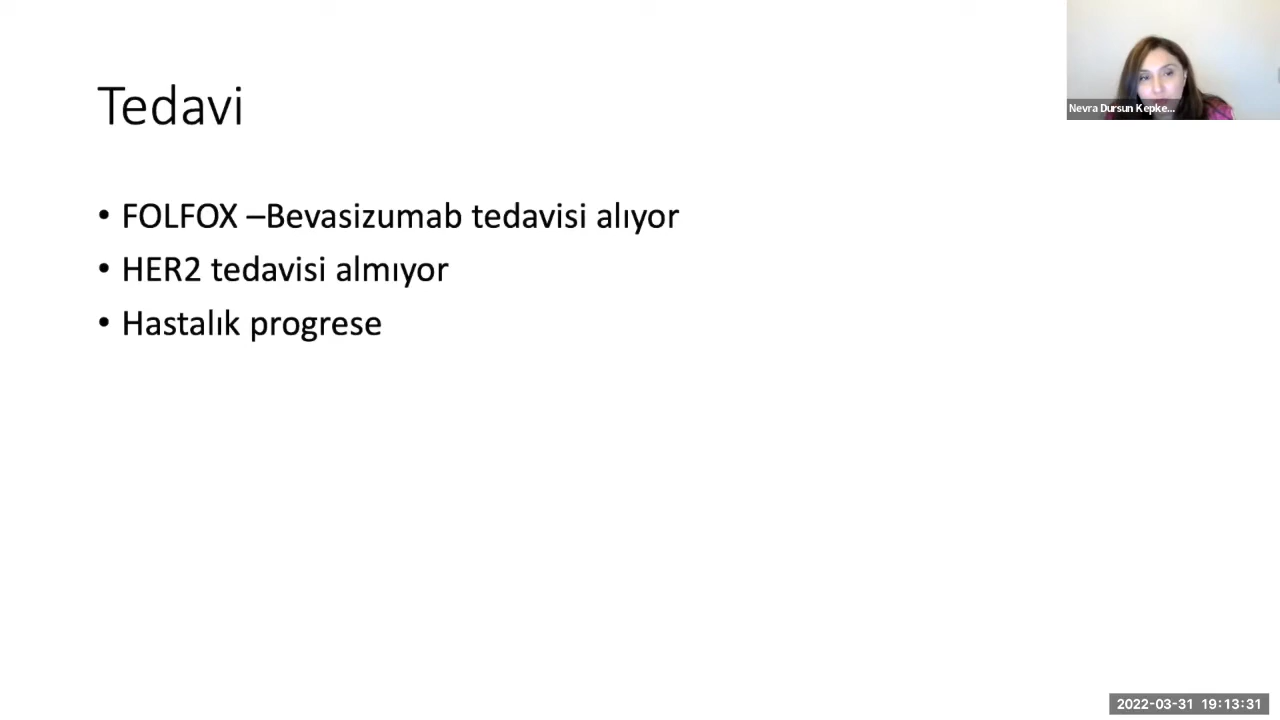 Tedavi
• FOLFOX –Bevasizumab tedavisi alıyor
• HER2 tedavisi almıyor
• Hastalık progrese
Nevra Dursun Kepke...
2022-03-31 19:13:31